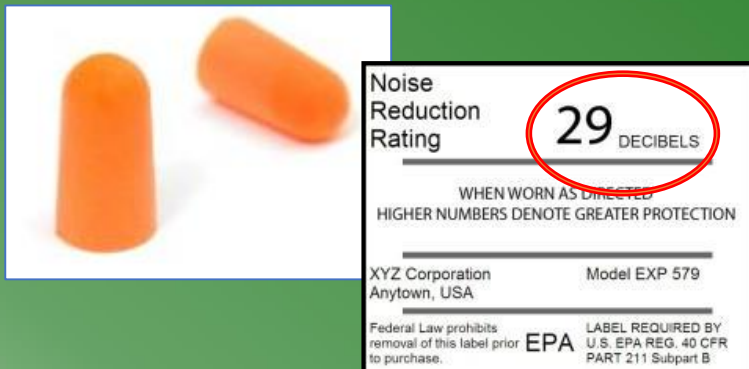 Noise
Reduction
Rating
29 DECIBELS
WHEN WORN AS DIRECTED
HIGHER NUMBERS DENOTE GREATER PROTECTION
XYZ Corporation
Anytown, USA
Model EXP 579
Federal Law prohibits
removal of this label prior
to purchase.
EPA
LABEL REQUIRED BY
U.S. EPA REG. 40 CFR
PART 211 Subpart B